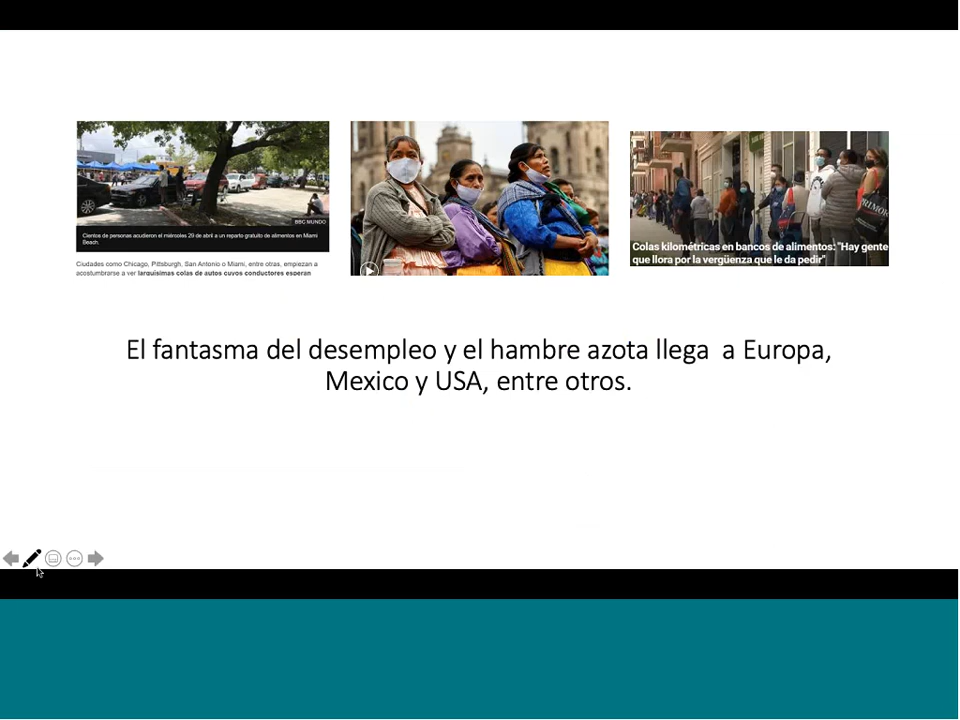 BBC MUNDO
Cientos de personas acudieron el miércoles 29 de abril a un reparto gratuito de alimentos en Miami
Beach.
Ciudades como Chicago, Pittsburgh, San Antonio o Miami, entre otras, empiezan a
acostumbrarse a ver larguísimas colas de autos cuyos conductores esperan
PRIMOR
Colas kilométricas en bancos de alimentos: "Hay gente
que llora por la vergüenza que le da pedir"
El fantasma del desempleo y el hambre azota llega a Europa,
Mexico y USA, entre otros.